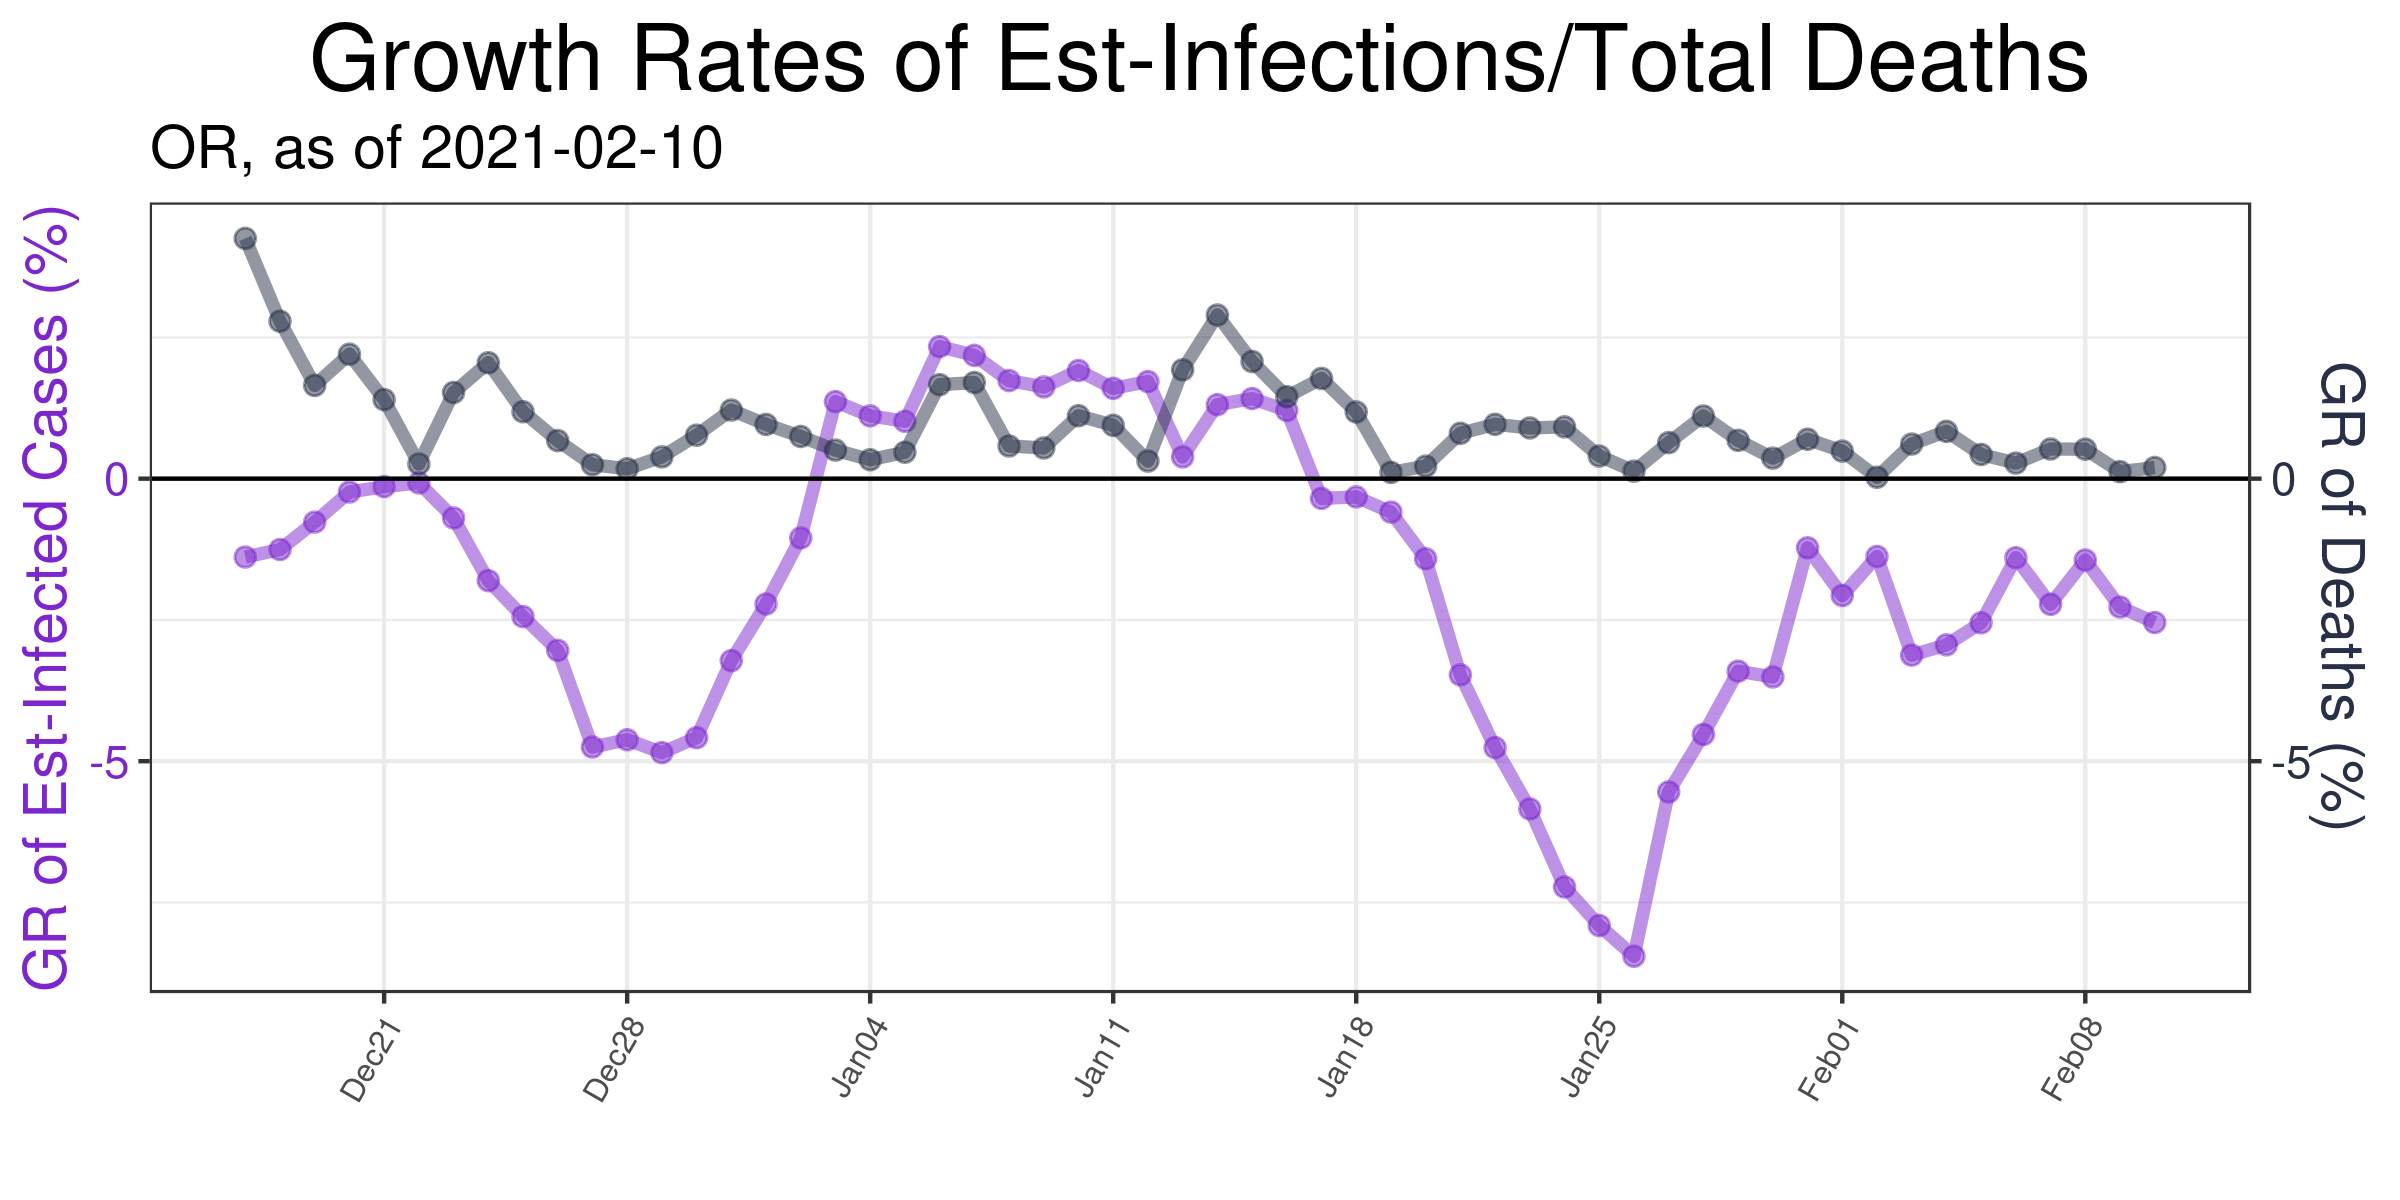 Growth Rates of Est-Infections/Total Deaths
OR, as of 2021-02-10
GR of Est-Infected Cases (%)
0
-5
0
-5
GR of Deaths (%)
Dec21
Dec28
Jan04
Jan11
Jan18
Jan25
Feb01
Feb08